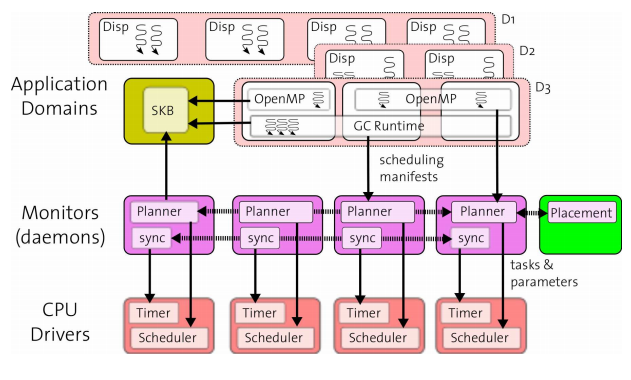 D1
Disp
Disp
Disp
Disp
D2
Disp
Disp
D3
Application
Domains
SKB
OpenMP
OpenMP
GC Runtime
scheduling
manifests
Monitors
(daemons)
Planner
Planner
Planner
Planner
Placement
sync
sync
sync
sync
tasks &
parameters
CPU
Drivers
Timer
Timer
Timer
Timer
Scheduler
Scheduler
Scheduler
Scheduler